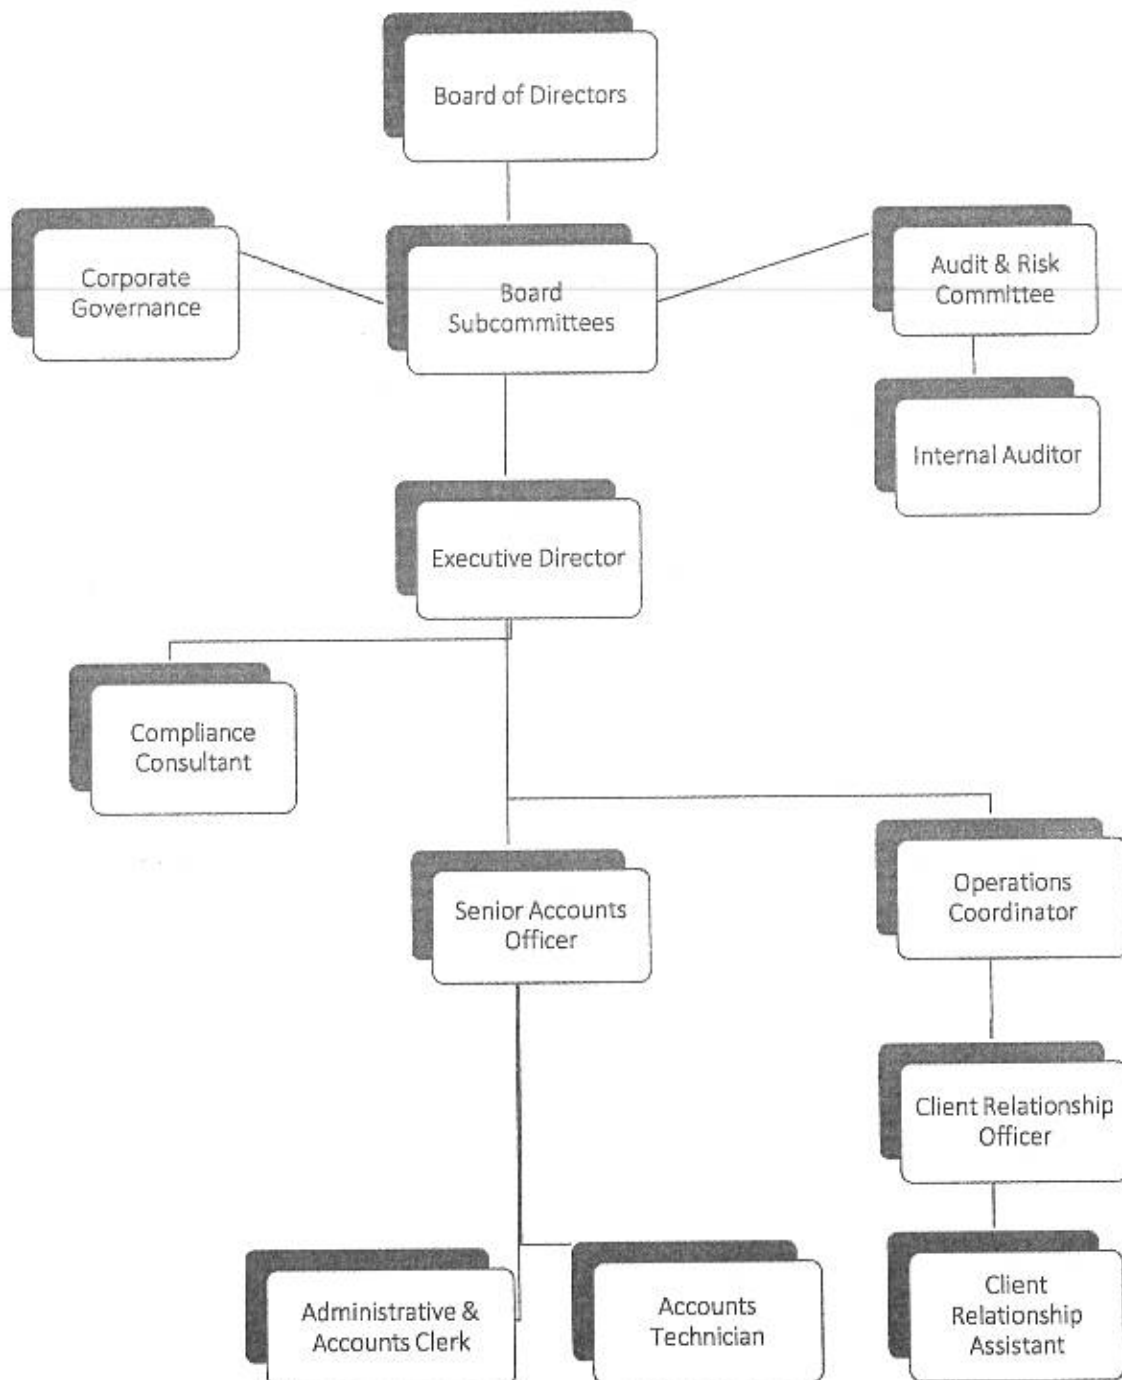 Board of Directors
Corporate
Governance
Board
Subcommittees
Audit & Risk
Committee
Internal Auditor
Executive Director
Compliance
Consultant
Senior Accounts
Officer
Operations
Coordinator
Client Relationship
Officer
Administrative &
Accounts Clerk
Accounts
Technician
Client
Relationship
Assistant